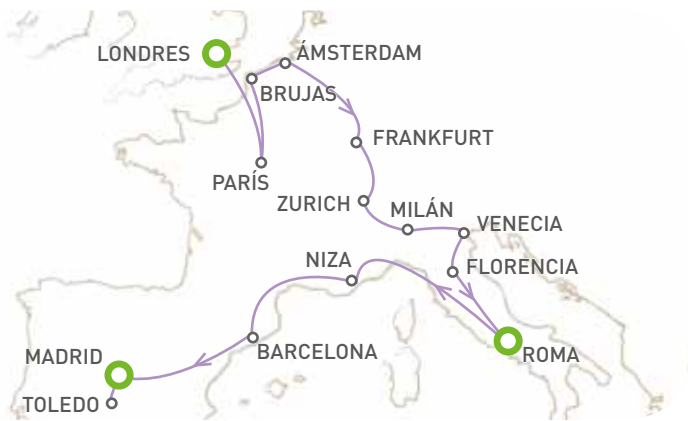 LONDRES
ÁMSTERDAM
BRUJAS
FRANKFURT
PARÍS
ZURICH
MILÁN
VENECIA
NIZA
FLORENCIA
BARCELONA
ROMA
MADRID
TOLEDO